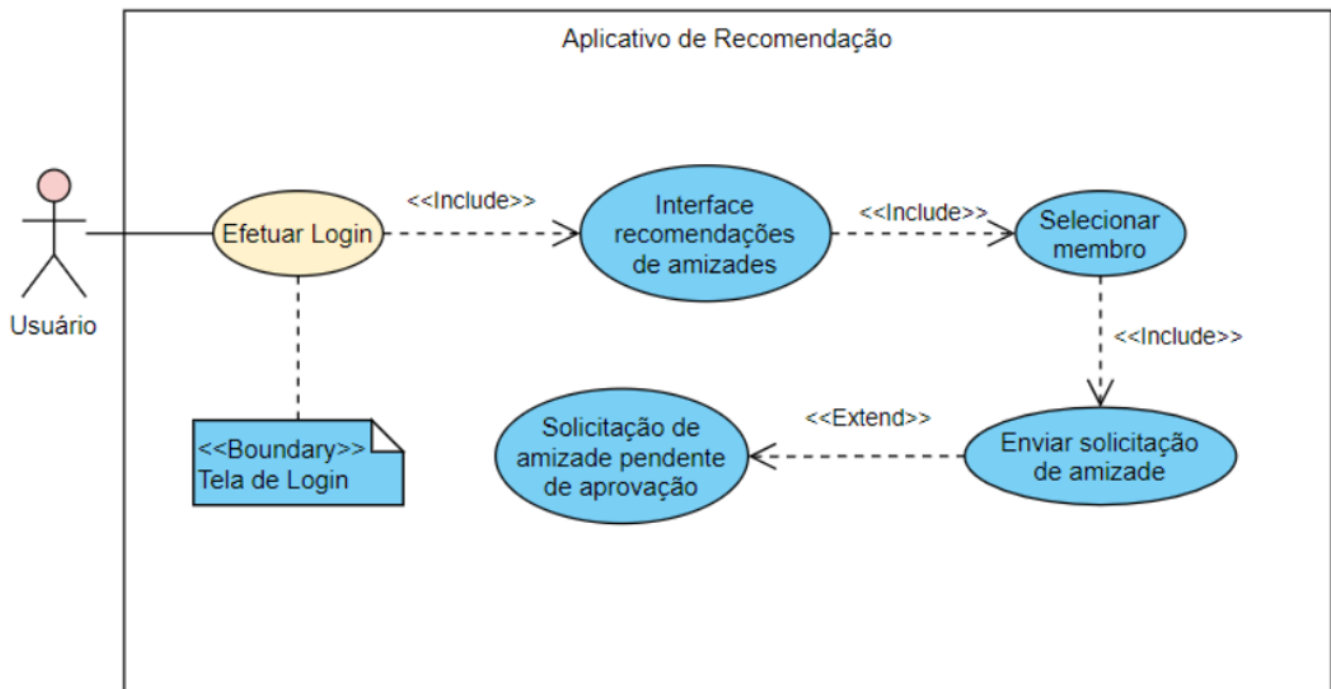 Aplicativo de Recomendação
Usuário
Efetuar Login
<<Include>>
Interface
recomendações
de amizades
<<Include>>
Selecionar
membro
<<Include>>
Enviar solicitação
de amizade
<<Extend>>
Solicitação de
amizade pendente
de aprovação
<<Boundary>>
Tela de Login